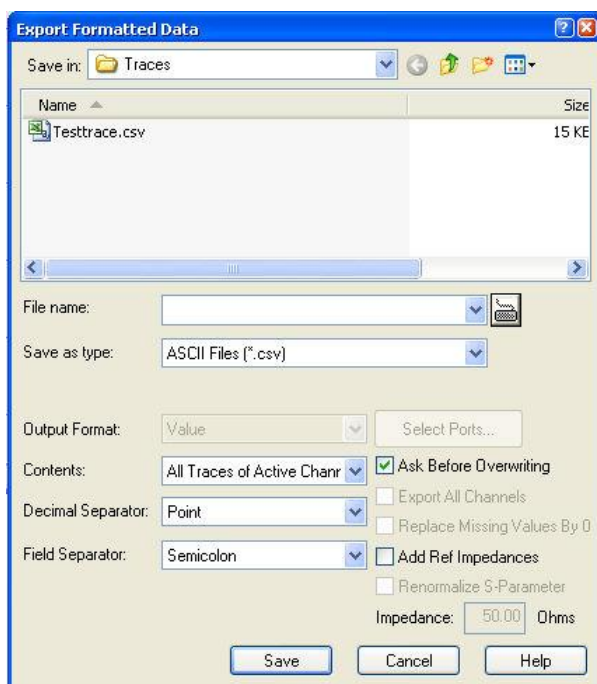 Export Formatted Data
Save in: Traces
Name Size
Testtrace.csv 15 KE
File name:
Save as type: ASCII Files (*.csv)
Output Format: Value Select Ports...
Contents: All Traces of Active Chanr Ask Before Overwriting
Export All Channels
Decimal Separator: Point
Replace Missing Values By 0
Field Separator: Semicolon Add Ref Impedances
Renormalize S-Parameter
Impedance: 50.00 Ohms
Save Cancel Help